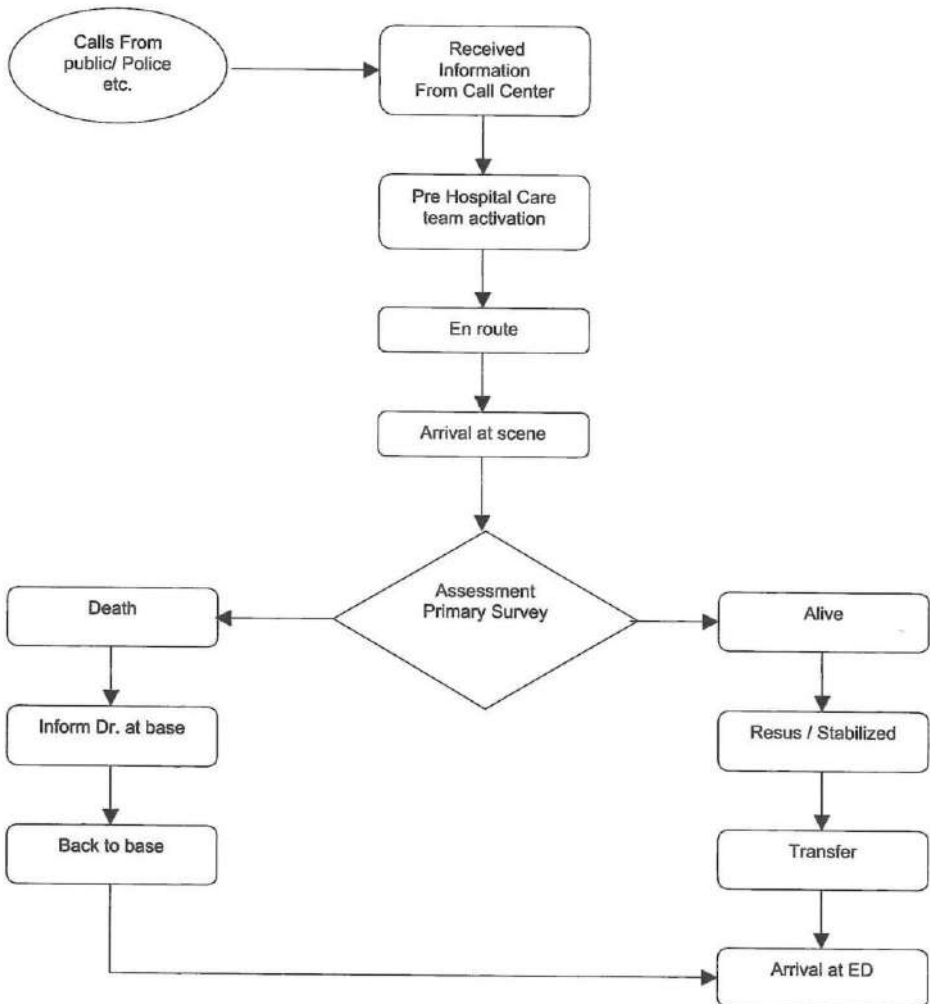 Calls From
public/ Police
etc.
Received
Information
From Call Center
Pre Hospital Care
team activation
En route
Arrival at scene
Assessment
Primary Survey
Death
Alive
Inform Dr. at base
Resus / Stabilized
Back to base
Transfer
Arrival at ED